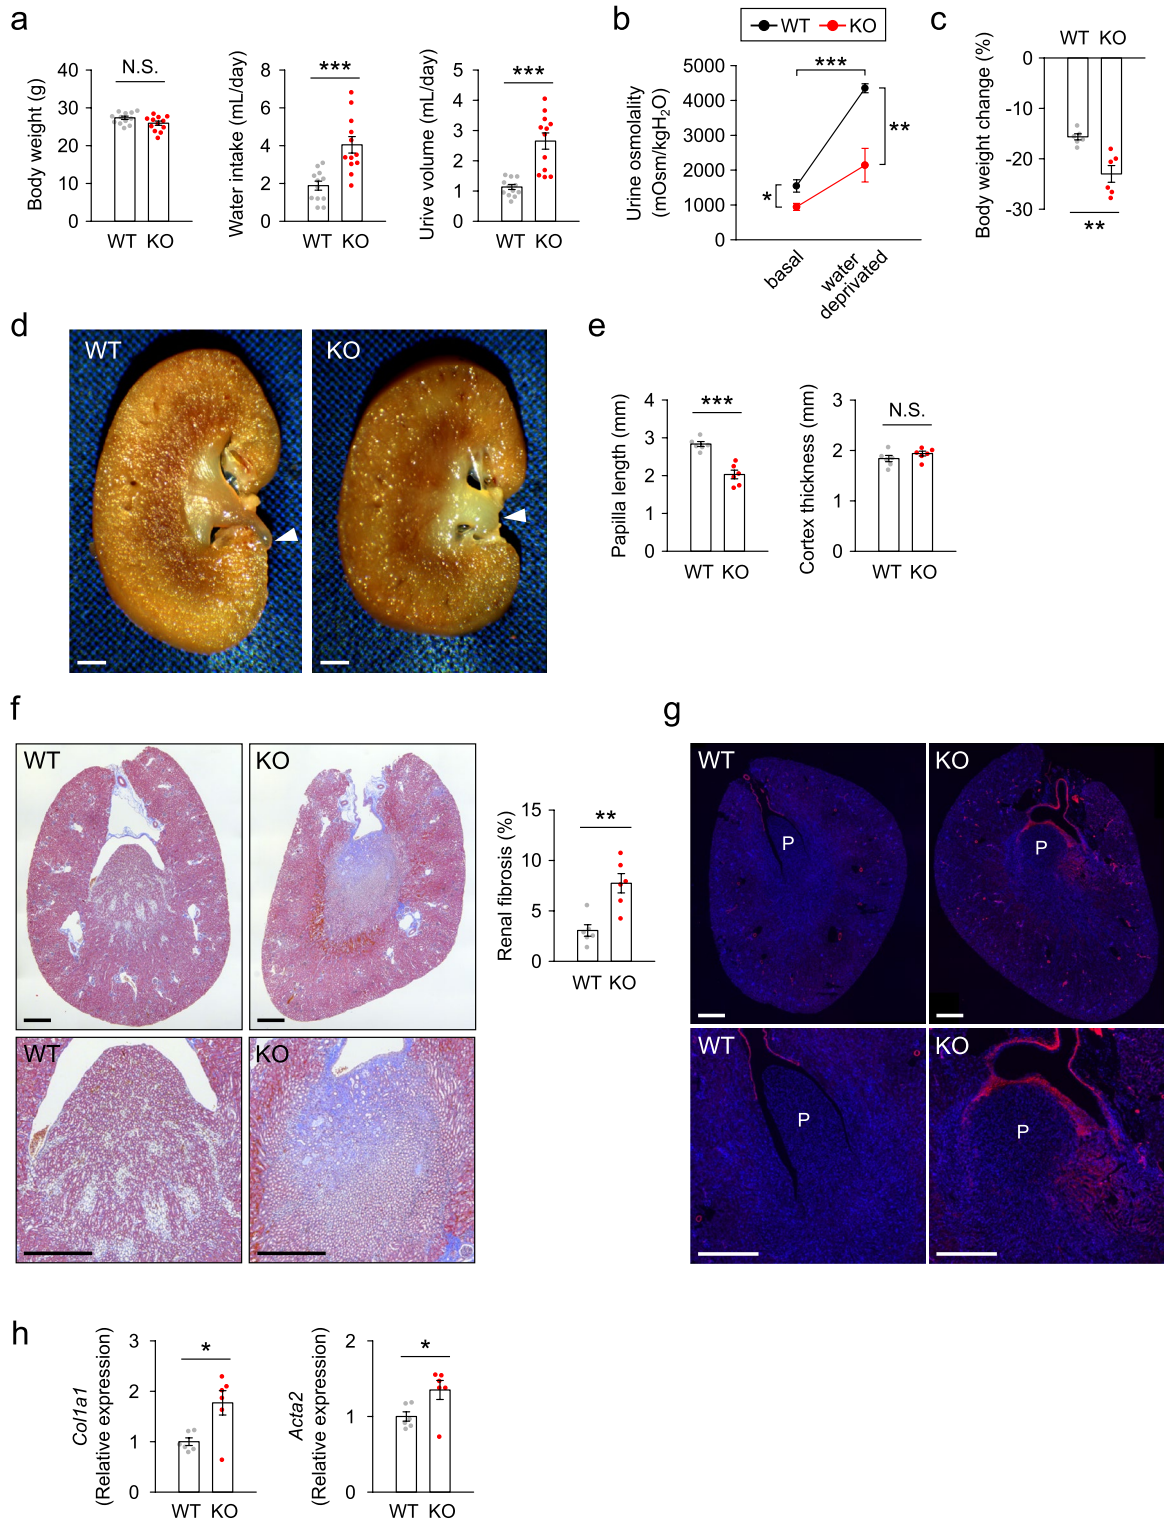 a
Body weight (g)
40
30
20
10
0
N.S.
WT KO
Water intake (mL/day)
8
6
4
2
0
***
WT KO
Urive volume (mL/day)
5
4
3
2
1
0
***
WT KO
b
WT KO
Urine osmolality
(mOsm/kgH2O)
5000
4000
3000
2000
1000
0
***
**
*
basal
water
deprivated
c
WT KO
Body weight change (%)
0
-10
-20
-30
**
d
WT
KO
e
Papilla length (mm)
4
3
2
1
0
***
WT KO
Cortex thickness (mm)
3
2
1
0
N.S.
WT KO
f
WT
KO
WT
KO
Renal fibrosis (%)
15
10
5
0
**
WT KO
g
WT
P
KO
P
WT
P
KO
P
h
Col1a1
(Relative expression)
3
2
1
0
*
WT KO
Acta2
(Relative expression)
2
1
0
*
WT KO